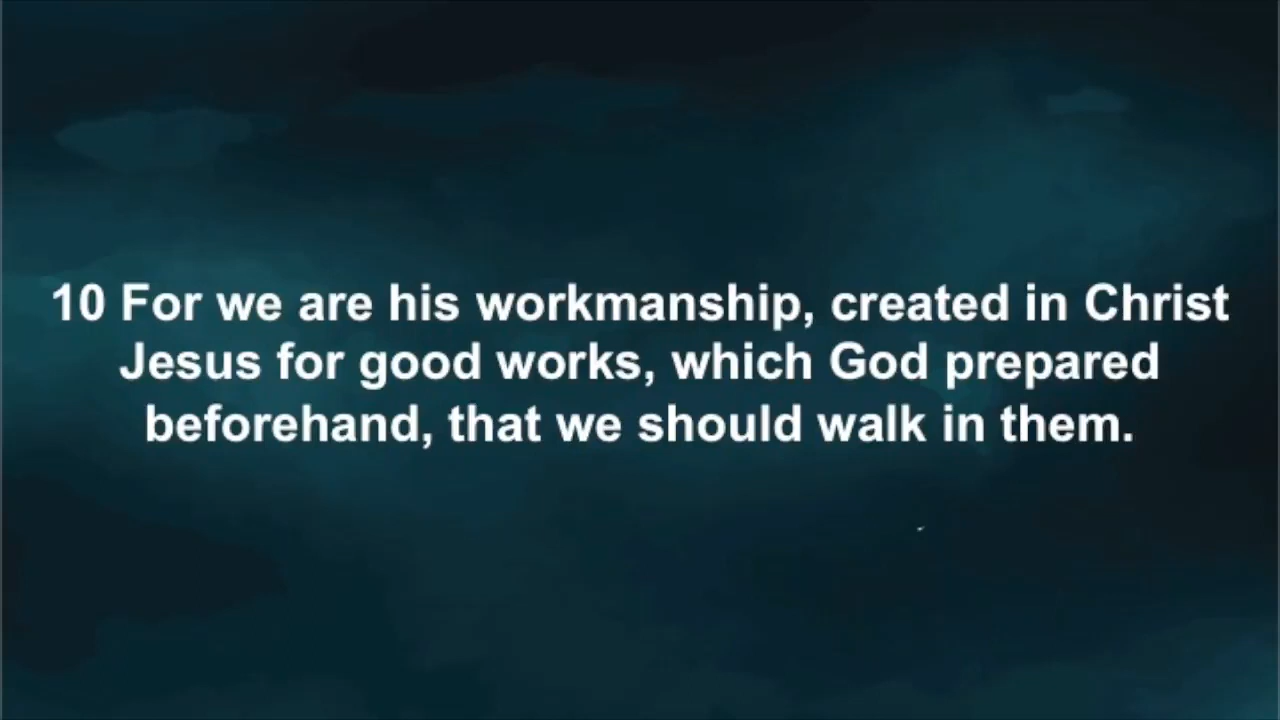 10 For we are his workmanship, created in Christ
Jesus for good works, which God prepared
beforehand, that we should walk in them.